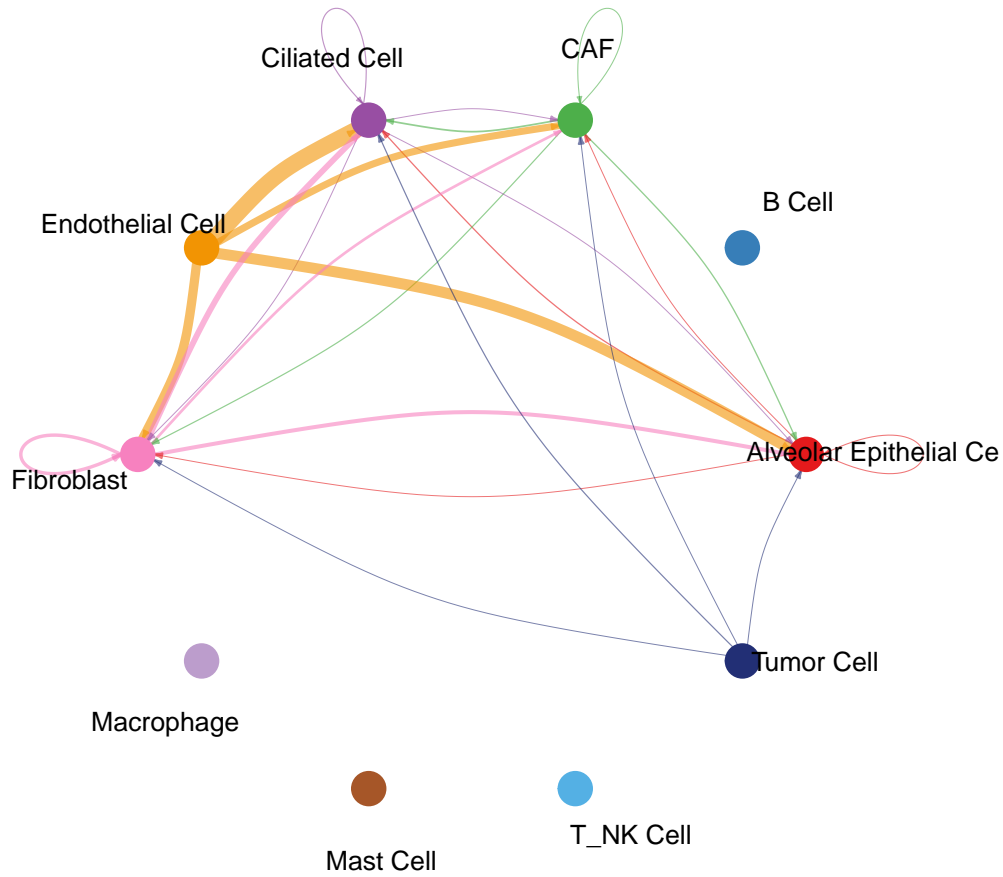 CAF
Ciliated Cell
B Cell
Endothelial Cell
Alveolar Epithelial Ce
Fibroblast
Tumor Cell
Macrophage
T_NK Cell
Mast Cell